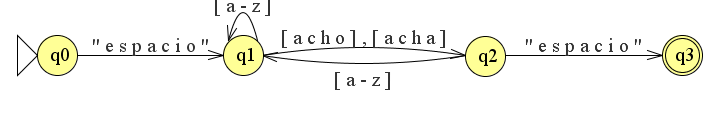 [a-z]
"espacio" [acho],[acha] "espacio"
q0 q1 q2 q3
[a-z]